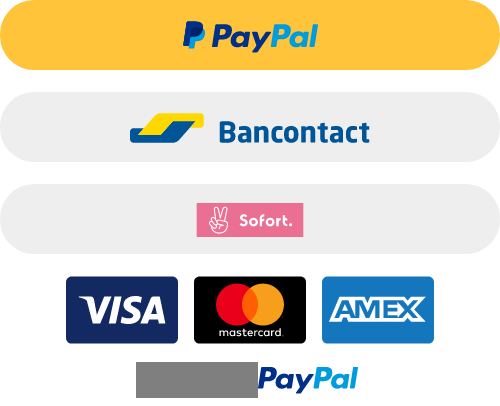 PayPal
Bancontact
Sofort.
VISA mastercard. AMEX
PayPal